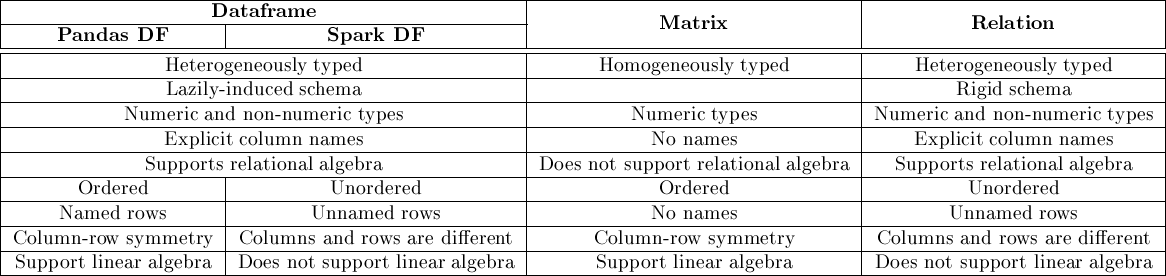 Dataframe Matrix Relation
Pandas DF Spark DF
Heterogeneously typed Homogeneously typed Heterogeneously typed
Lazily-induced schema Rigid schema
Numeric and non-numeric types Numeric types Numeric and non-numeric types
Explicit column names No names Explicit column names
Supports relational algebra Does not support relational algebra Supports relational algebra
Ordered Unordered Ordered Unordered
Named rows Unnamed rows No names Unnamed rows
Column-row symmetry Columns and rows are different Column-row symmetry Columns and rows are different
Support linear algebra Does not support linear algebra Support linear algebra Does not support linear algebra